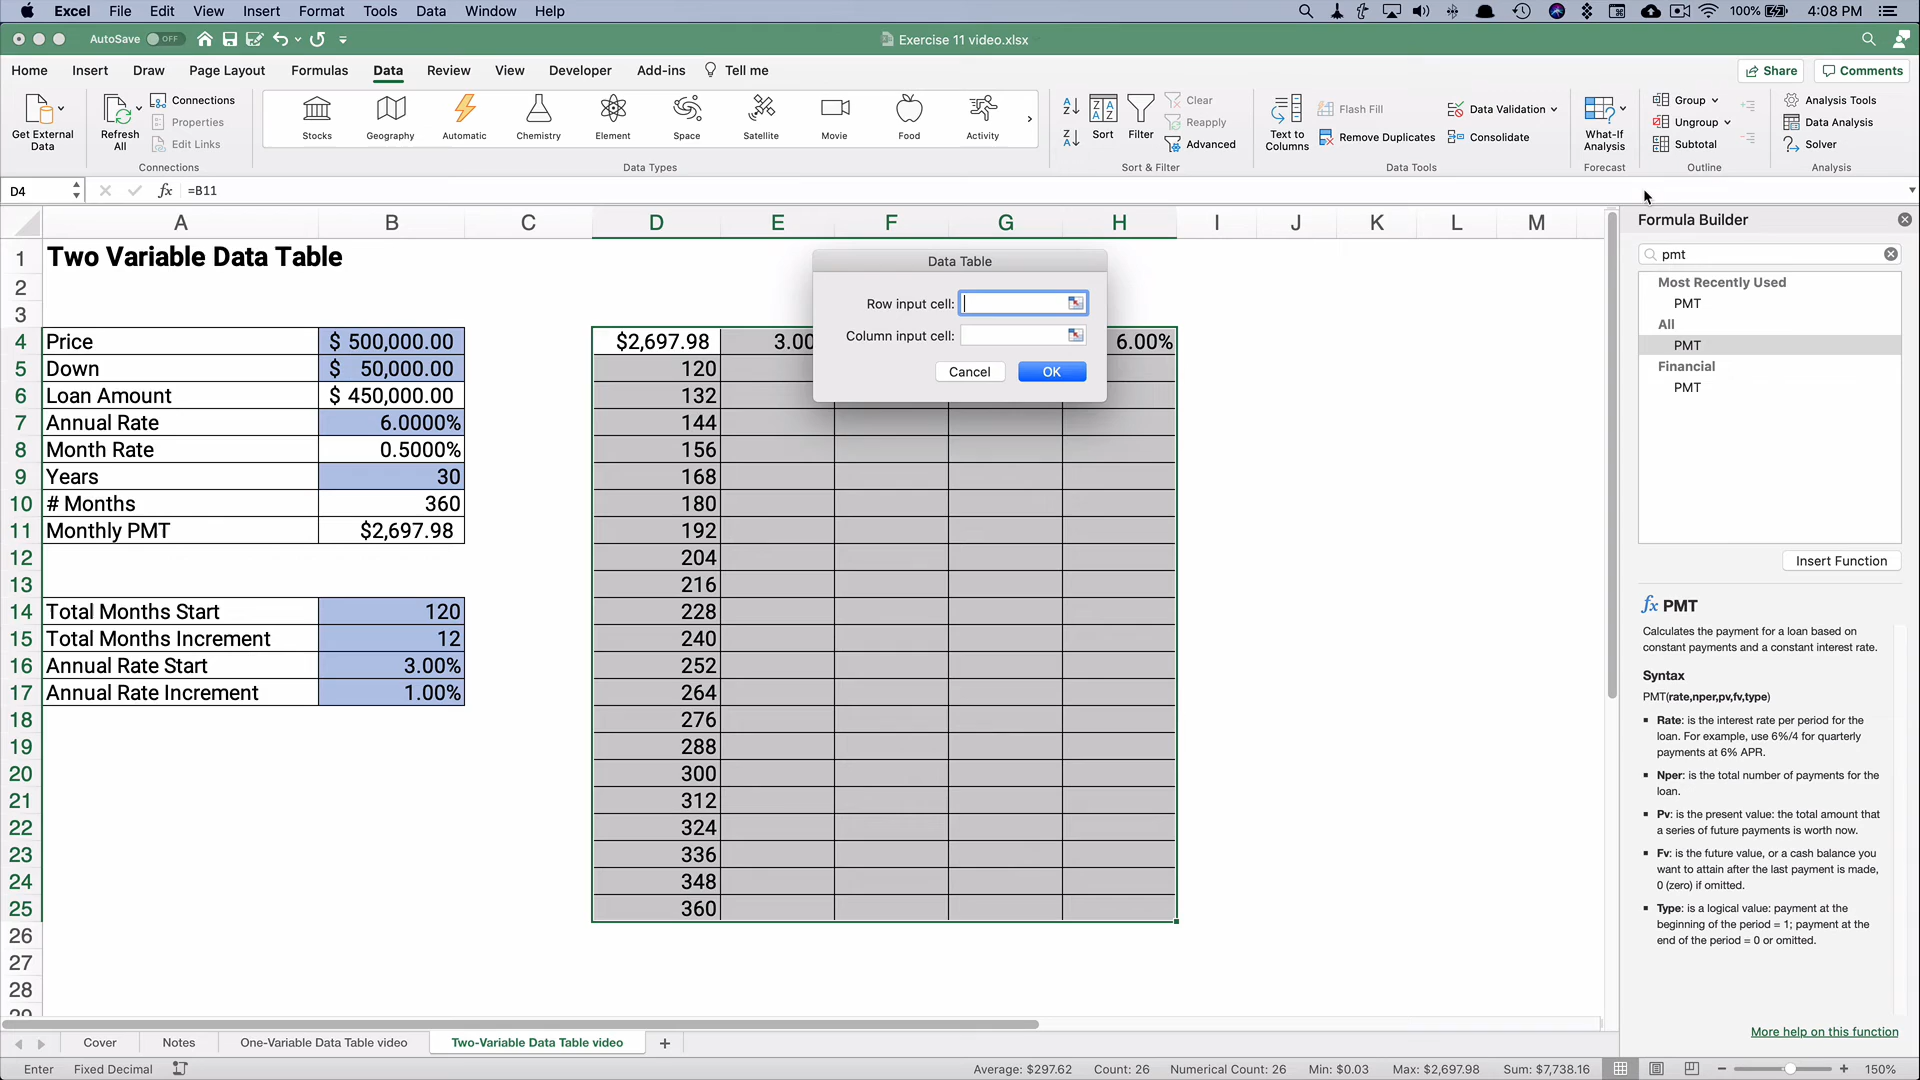 Excel File Edit View Insert Format Tools Data Window Help 100% 4:08 PM
AutoSave OFF Exercise 11 video.xlsx
Home Insert Draw Page Layout Formulas Data Review View Developer Add-ins Tell me Share Comments
Get External Data
Refresh All
Connections
Properties
Edit Links
Connections
Stocks Geography Automatic Chemistry Element Space Satellite Movie Food Activity
Data Types
Sort
Filter
Clear
Reapply
Advanced
Sort & Filter
Text to Columns
Flash Fill
Remove Duplicates
Data Validation
Consolidate
Data Tools
What-If Analysis
Forecast
Group
Ungroup
Subtotal
Outline
Analysis Tools
Data Analysis
Solver
Analysis
D4 fx =B11
A B C D E F G H I J K L M
1 Two Variable Data Table
2
3
4 Price $ 500,000.00 $2,697.98 3.00 6.00%
5 Down $ 50,000.00 120
6 Loan Amount $ 450,000.00 132
7 Annual Rate 6.0000% 144
8 Month Rate 0.5000% 156
9 Years 30 168
10 # Months 360 180
11 Monthly PMT $2,697.98 192
12 204
13 216
14 Total Months Start 120 228
15 Total Months Increment 12 240
16 Annual Rate Start 3.00% 252
17 Annual Rate Increment 1.00% 264
18 276
19 288
20 300
21 312
22 324
23 336
24 348
25 360
26
27
28
29
Data Table
Row input cell:
Column input cell:
Cancel OK
Formula Builder
pmt
Most Recently Used
PMT
All
PMT
Financial
PMT
Insert Function
fx PMT
Calculates the payment for a loan based on
constant payments and a constant interest rate.
Syntax
PMT(rate,nper,pv,fv,type)
▪ Rate: is the interest rate per period for the
loan. For example, use 6%/4 for quarterly
payments at 6% APR.
▪ Nper: is the total number of payments for the
loan.
▪ Pv: is the present value: the total amount that
a series of future payments is worth now.
▪ Fv: is the future value, or a cash balance you
want to attain after the last payment is made,
0 (zero) if omitted.
▪ Type: is a logical value: payment at the
beginning of the period = 1; payment at the
end of the period = 0 or omitted.
More help on this function
Cover Notes One-Variable Data Table video Two-Variable Data Table video +
Enter Fixed Decimal Average: $297.62 Count: 26 Numerical Count: 26 Min: $0.03 Max: $2,697.98 Sum: $7,738.16 150%